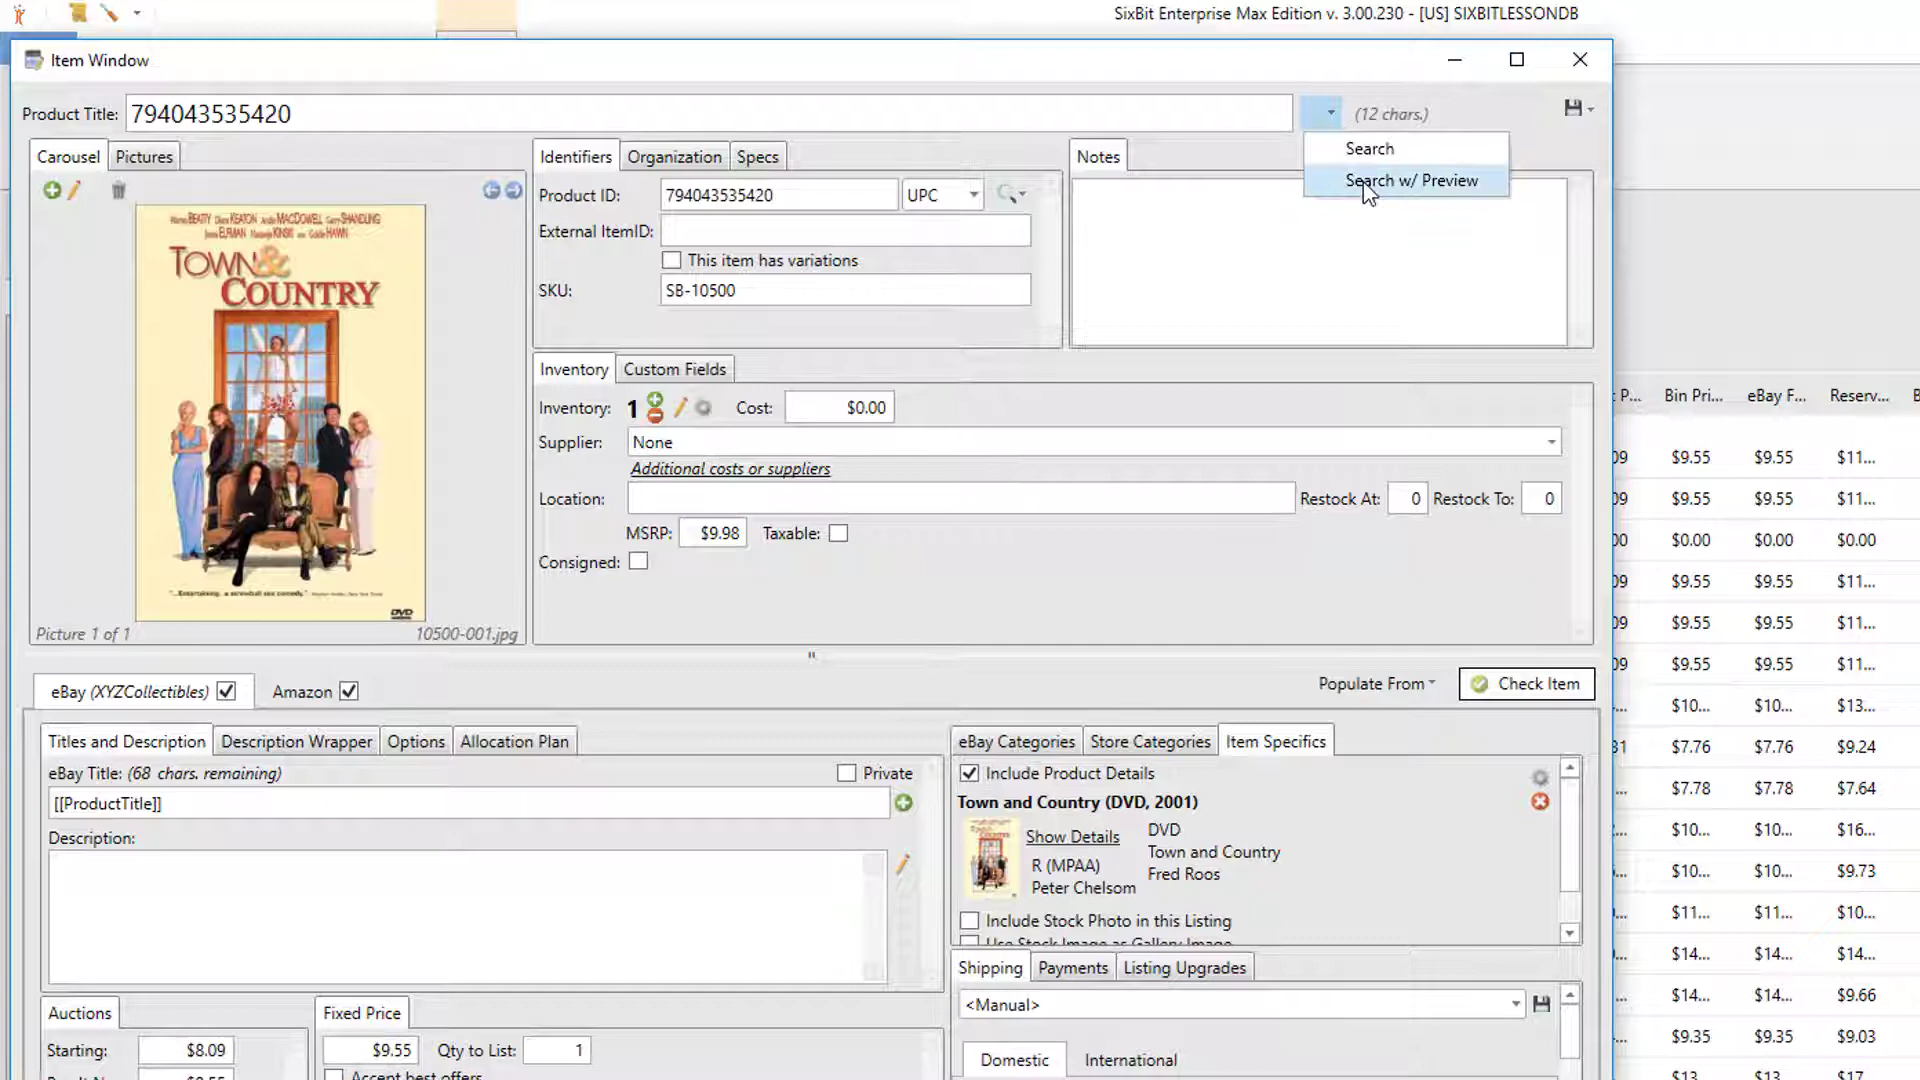 SixBit Enterprise Max Edition v. 3.00.230 - [US] SIXBITLESSONDB
Item Window
Product Title: 794043535420 (12 chars.)
Search
Search w/ Preview
Carousel Pictures
TOWN & COUNTRY
DVD
Picture 1 of 1 10500-001.jpg
Identifiers Organization Specs
Product ID: 794043535420 UPC
External ItemID:
This item has variations
SKU: SB-10500
Notes
Inventory Custom Fields
Inventory: 1 Cost: $0.00
Supplier: None
Additional costs or suppliers
Location: Restock At: 0 Restock To: 0
MSRP: $9.98 Taxable:
Consigned:
eBay (XYZCollectibles) Amazon
Populate From Check Item
Titles and Description Description Wrapper Options Allocation Plan
eBay Title: (68 chars. remaining) Private
[[ProductTitle]]
Description:
eBay Categories Store Categories Item Specifics
Include Product Details
Town and Country (DVD, 2001)
Show Details DVD
Town and Country
R (MPAA)
Fred Roos
Peter Chelsom
Include Stock Photo in this Listing
Use Stock Image as Gallery Image
Shipping Payments Listing Upgrades
<Manual>
Domestic International
Auctions
Starting: $8.09
Fixed Price
$9.55 Qty to List: 1
Accept best offers
P... Bin Pri... eBay F... Reserv...
09 $9.55 $9.55 $11...
09 $9.55 $9.55 $11...
00 $0.00 $0.00 $0.00
09 $9.55 $9.55 $11...
09 $9.55 $9.55 $11...
09 $9.55 $9.55 $11...
... $10... $10... $13...
31 $7.76 $7.76 $9.24
... $7.78 $7.78 $7.64
... $10... $10... $16...
... $10... $10... $9.73
... $11... $11... $10...
... $14... $14... $10...
... $14... $14... $9.66
... $9.35 $9.35 $9.03
$13... $13... $17...